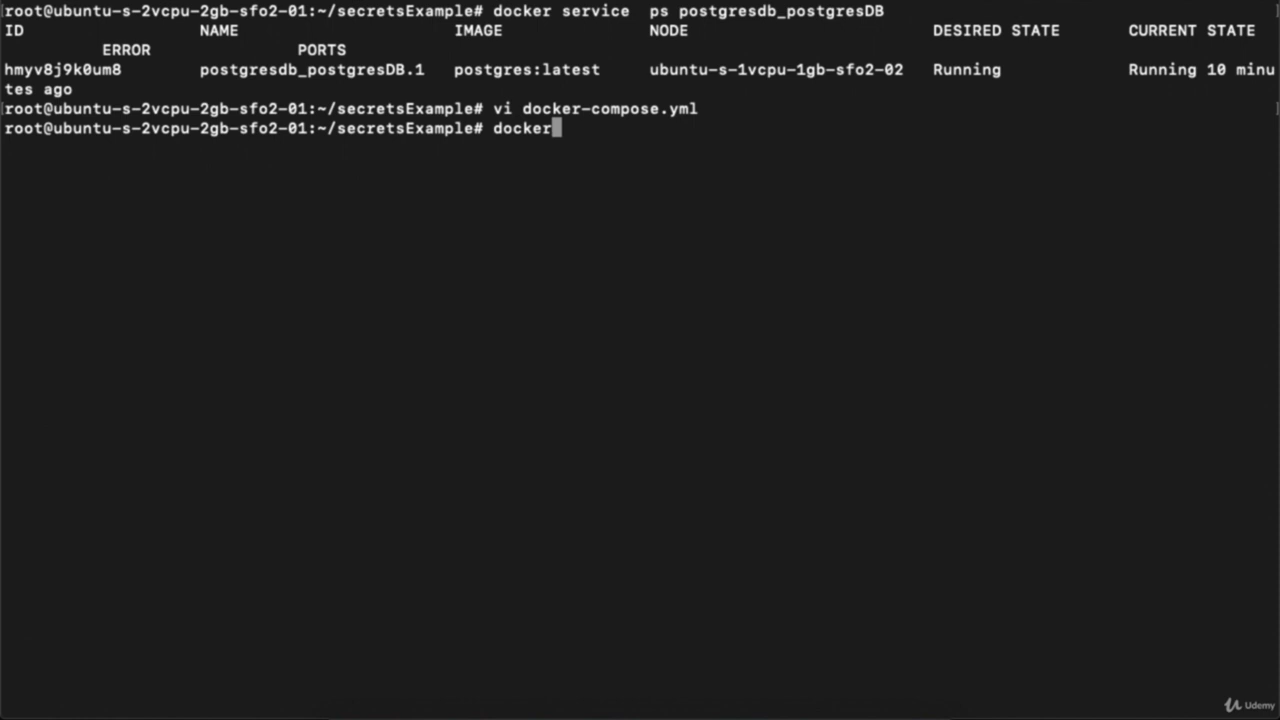 root@ubuntu-s-2vcpu-2gb-sfo2-01:~/secretsExample# docker service  ps postgresdb_postgresDB
ID                  NAME                      IMAGE               NODE                        DESIRED STATE       CURRENT STATE
          ERROR               PORTS
hmyv8j9k0um8        postgresdb_postgresDB.1   postgres:latest     ubuntu-s-1vcpu-1gb-sfo2-02   Running             Running 10 minu
tes ago
root@ubuntu-s-2vcpu-2gb-sfo2-01:~/secretsExample# vi docker-compose.yml
root@ubuntu-s-2vcpu-2gb-sfo2-01:~/secretsExample# docker
Udemy